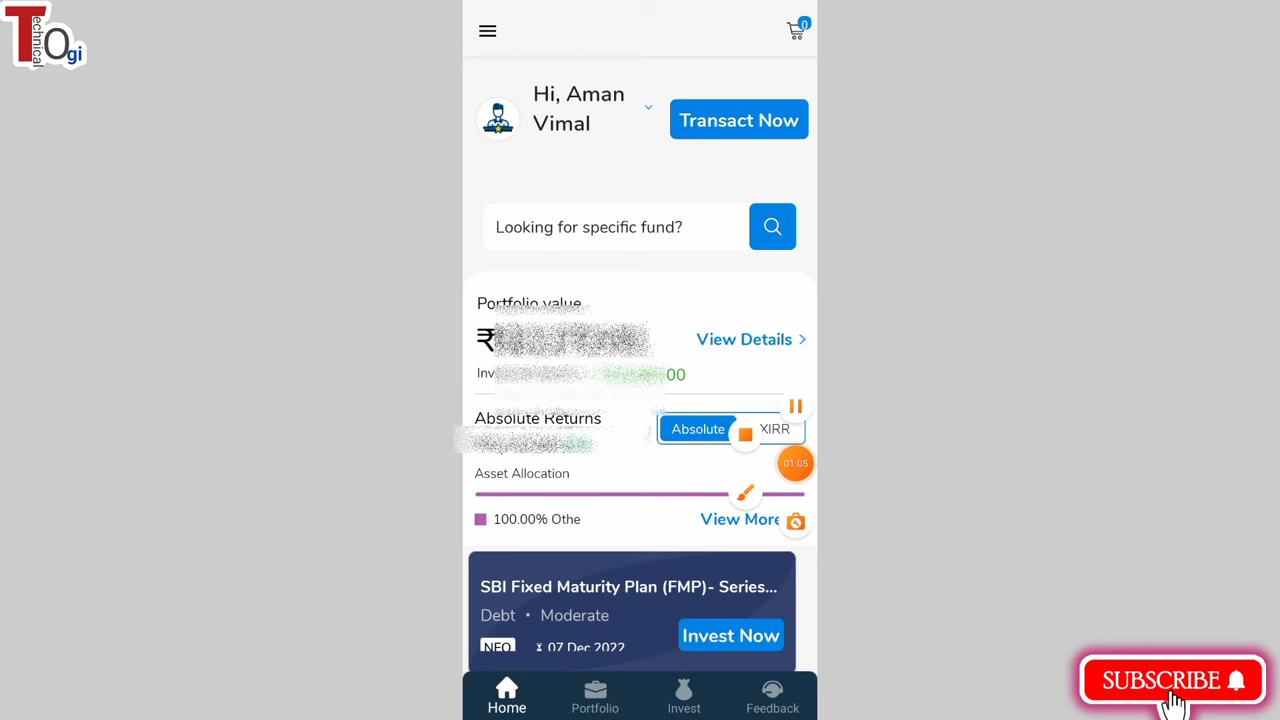 Technical
Ogi
0
Hi, Aman
Vimal
Transact Now
Looking for specific fund?
Portfolio value
₹
View Details >
Inv
00
Absolute Returns
Absolute
XIRR
01:05
Asset Allocation
100.00% Othe
View More
SBI Fixed Maturity Plan (FMP)- Series...
Debt • Moderate
Invest Now
NFO
07 Dec 2022
Home
Portfolio
Invest
Feedback
SUBSCRIBE